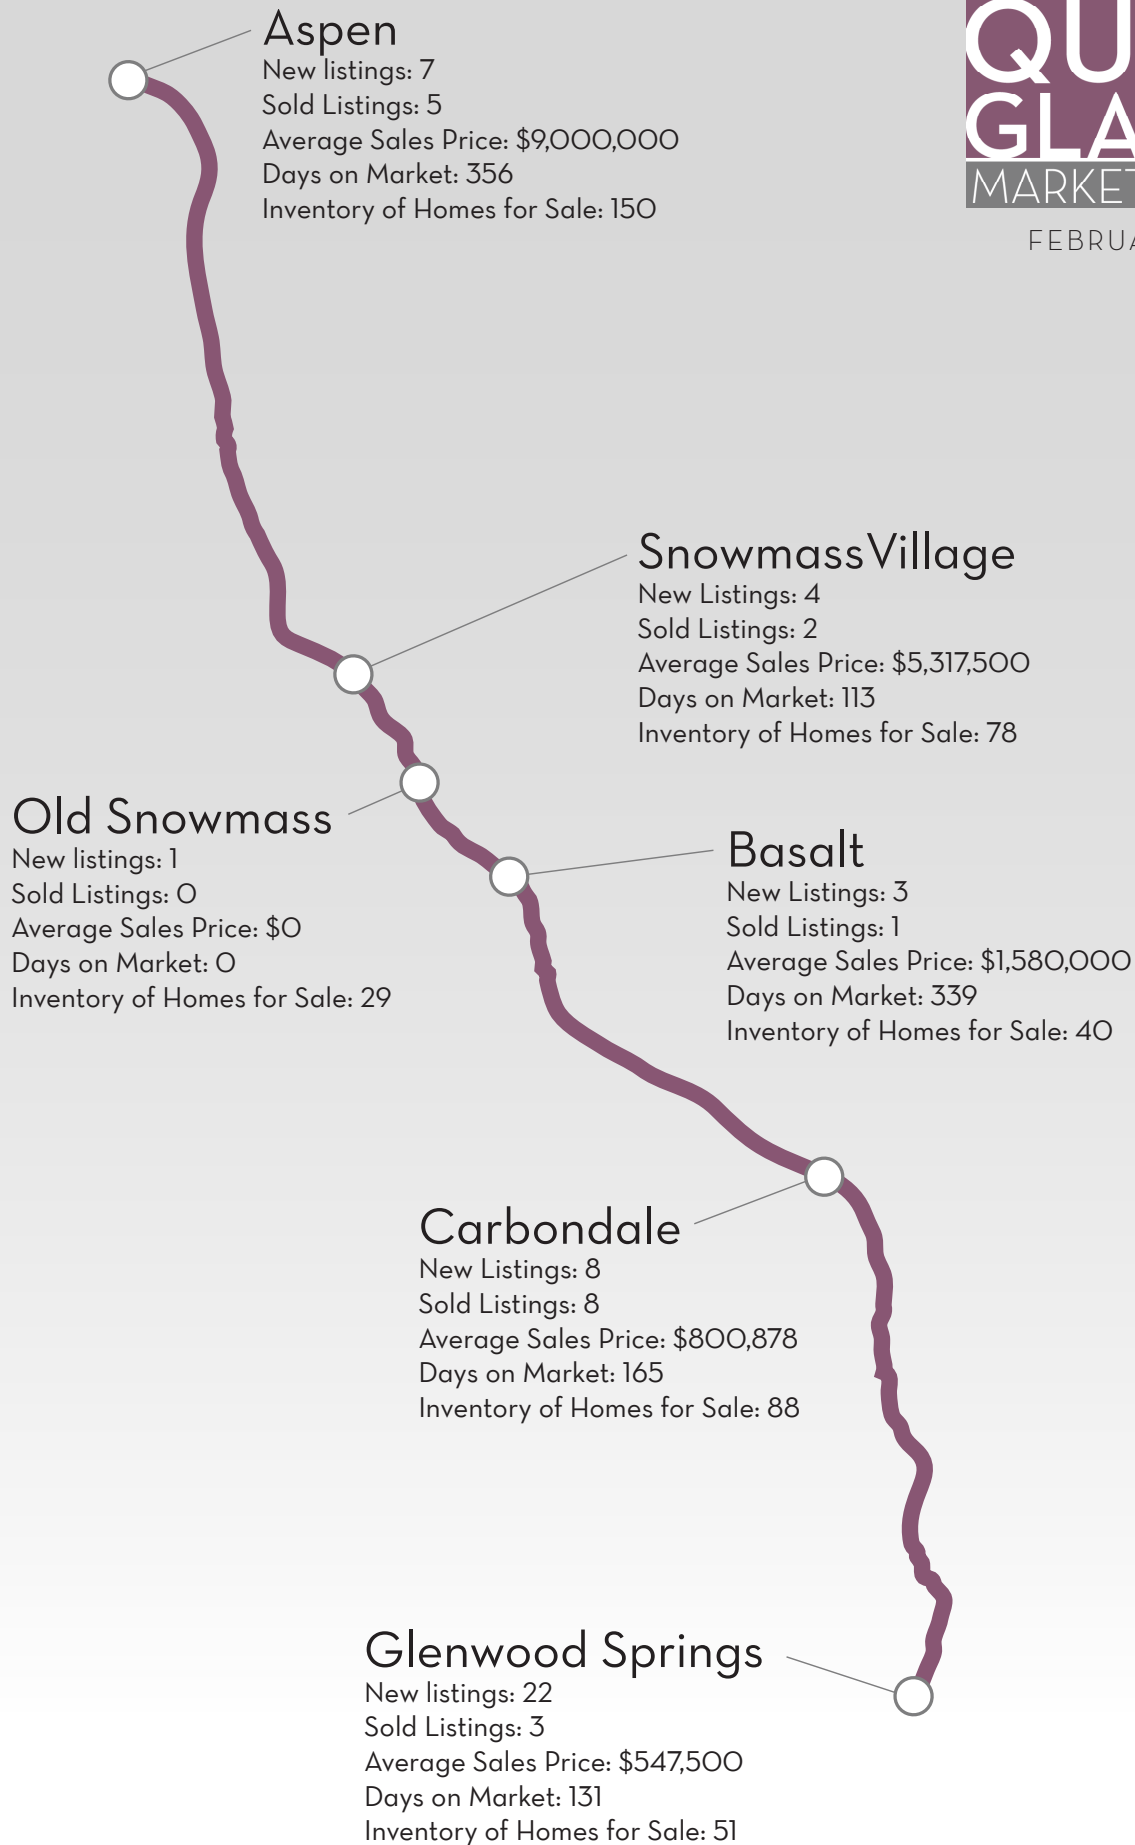 Aspen
New listings: 7
Sold Listings: 5
Average Sales Price: $9,000,000
Days on Market: 356
Inventory of Homes for Sale: 150
MARKET
Snowmass Village
New Listings: 4
Sold Listings: 2
Average Sales Price: $5,317,500
Days on Market: 113
Inventory of Homes for Sale: 78
Old Snowmass
New listings: 1
Sold Listings: 0
Average Sales Price: $0
Days on Market: 0
Inventory of Homes for Sale: 29
Basalt
New Listings: 3
Sold Listings: 1
Average Sales Price: $1,580,000
Days on Market: 339
Inventory of Homes for Sale: 40
Carbondale
New Listings: 8
Sold Listings: 8
Average Sales Price: $800,878
Days on Market: 165
Inventory of Homes for Sale: 88
Glenwood Springs
New listings: 22
Sold Listings: 3
Average Sales Price: $547,500
Days on Market: 131
Inventory of Homes for Sale: 51